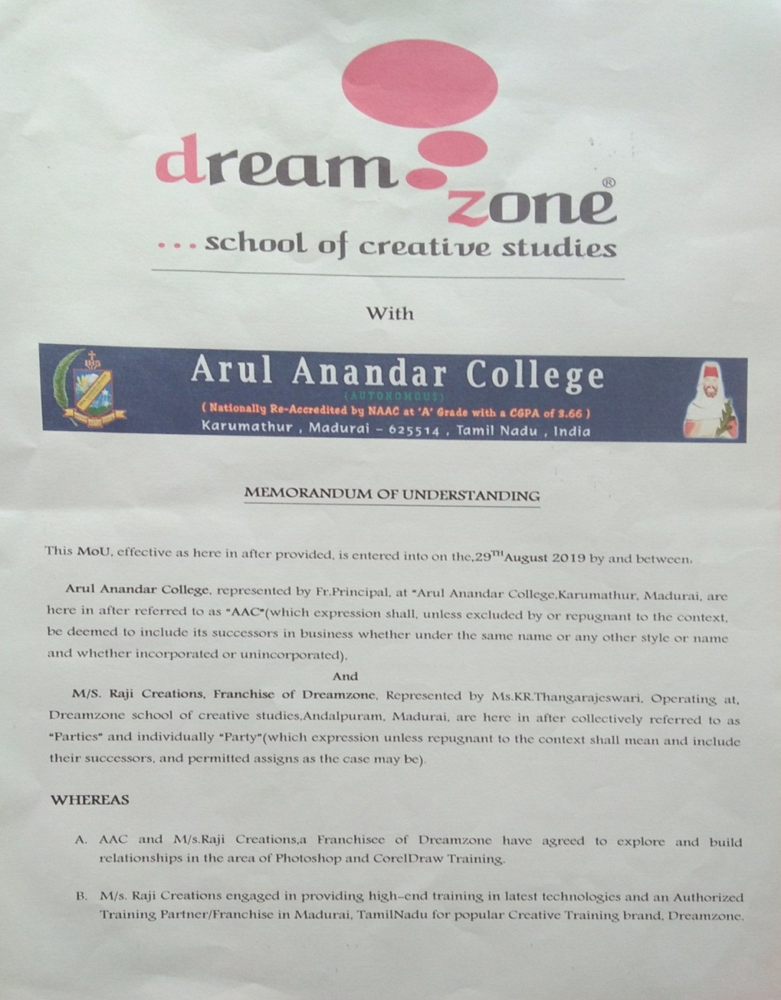 dream zone®
...school of creative studies
With
Arul Anandar College
(AUTONOMOUS)
( Nationally Re-Accredited by NAAC at 'A' Grade with a CGPA of 3.66 )
Karumathur , Madurai – 625514 , Tamil Nadu , India
MEMORANDUM OF UNDERSTANDING
This MoU, effective as here in after provided, is entered into on the,29TH August 2019 by and between,
Arul Anandar College, represented by Fr.Principal, at “Arul Anandar College,Karumathur, Madurai, are
here in after referred to as “AAC”(which expression shall, unless excluded by or repugnant to the context,
be deemed to include its successors in business whether under the same name or any other style or name
and whether incorporated or unincorporated),
And
M/S. Raji Creations, Franchise of Dreamzone, Represented by Ms.KR.Thangarajeswari, Operating at,
Dreamzone school of creative studies,Andalpuram, Madurai, are here in after collectively referred to as
“Parties” and individually “Party”(which expression unless repugnant to the context shall mean and include
their successors, and permitted assigns as the case may be).
WHEREAS
A. AAC and M/s.Raji Creations,a Franchisee of Dreamzone have agreed to explore and build
relationships in the area of Photoshop and CorelDraw Training.
B. M/s. Raji Creations engaged in providing high-end training in latest technologies and an Authorized
Training Partner/Franchise in Madurai, TamilNadu for popular Creative Training brand, Dreamzone.